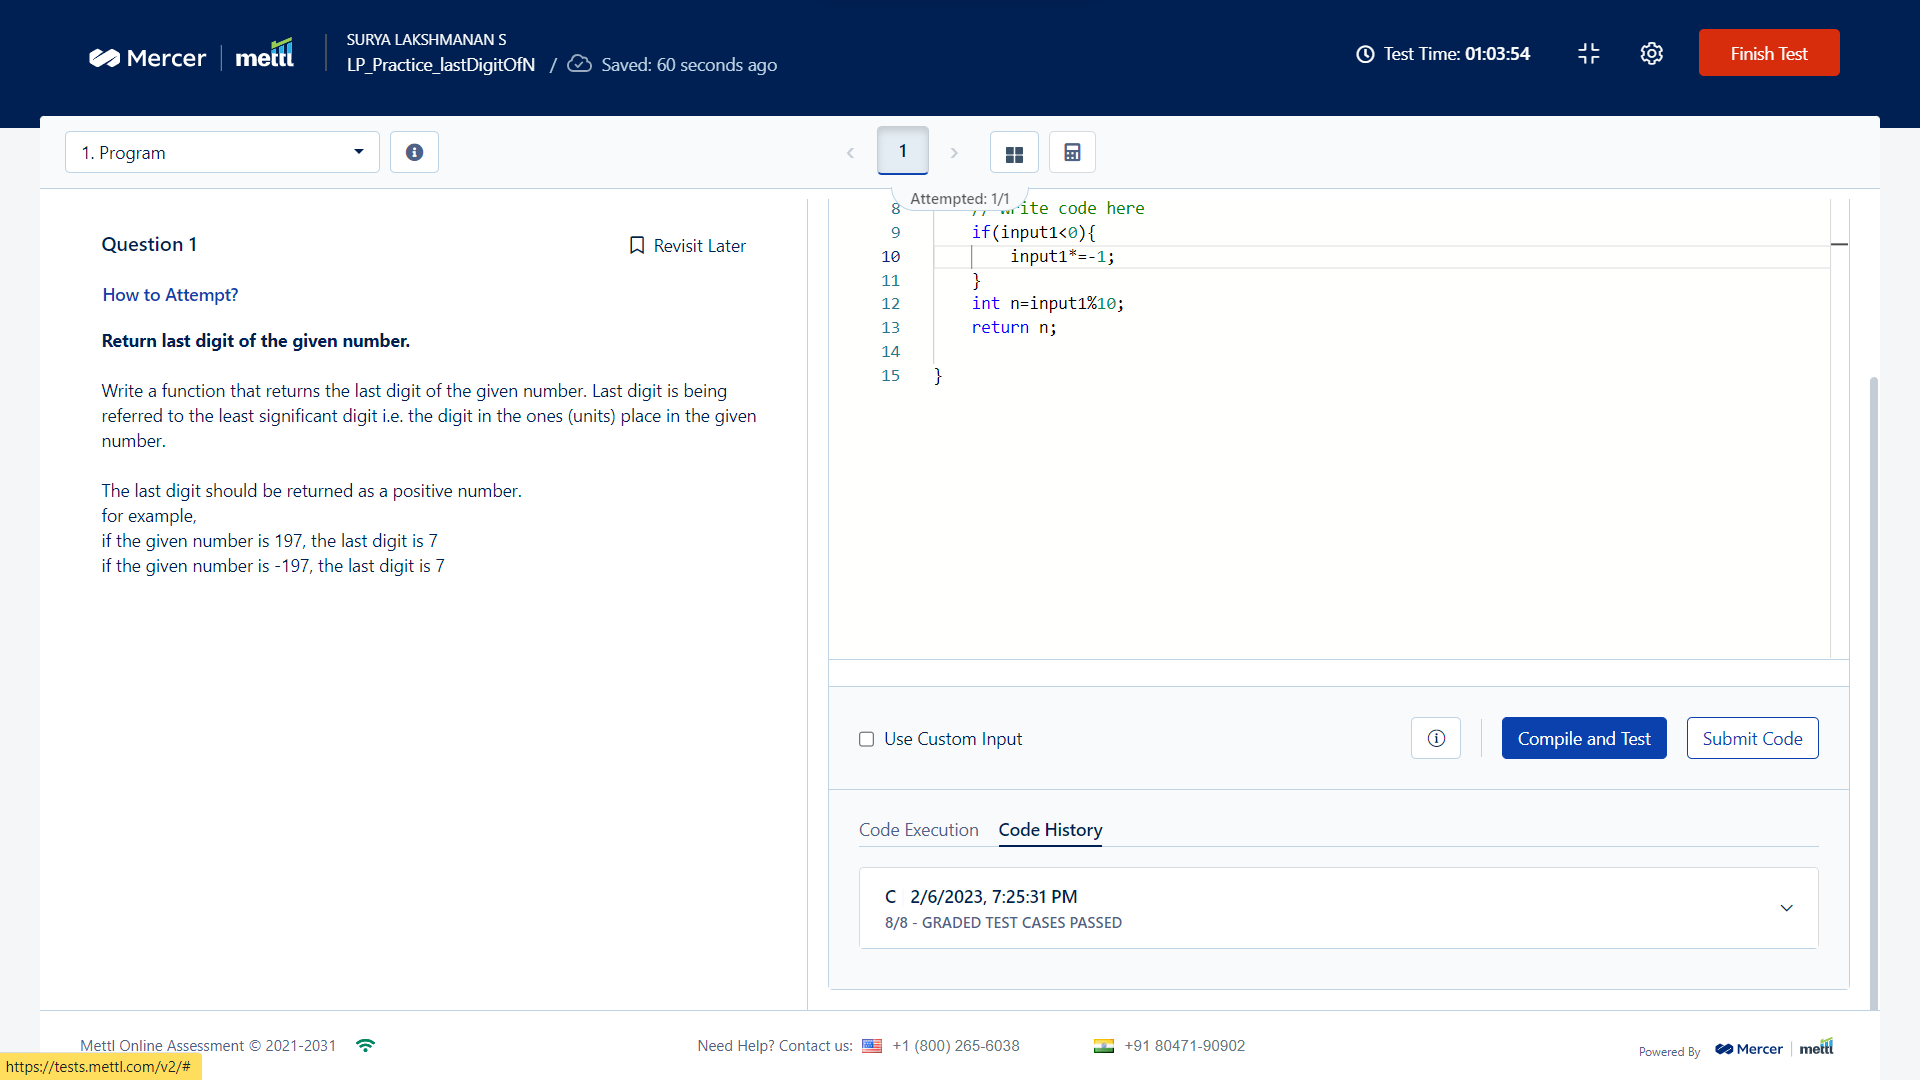 Mercer | mettl
SURYA LAKSHMANAN S
LP_Practice_lastDigitOfN / Saved: 60 seconds ago
Test Time: 01:03:54
Finish Test
1. Program
1
Attempted: 1/1
Question 1
Revisit Later
How to Attempt?
Return last digit of the given number.
Write a function that returns the last digit of the given number. Last digit is being
referred to the least significant digit i.e. the digit in the ones (units) place in the given
number.
The last digit should be returned as a positive number.
for example,
if the given number is 197, the last digit is 7
if the given number is -197, the last digit is 7
8 // write code here
9 if(input1<0){
10 input1*=-1;
11 }
12 int n=input1%10;
13 return n;
14
15 }
Use Custom Input
Compile and Test
Submit Code
Code Execution
Code History
C 2/6/2023, 7:25:31 PM
8/8 - GRADED TEST CASES PASSED
Mettl Online Assessment © 2021-2031
Need Help? Contact us: +1 (800) 265-6038
+91 80471-90902
Powered By Mercer | mettl
https://tests.mettl.com/v2/#